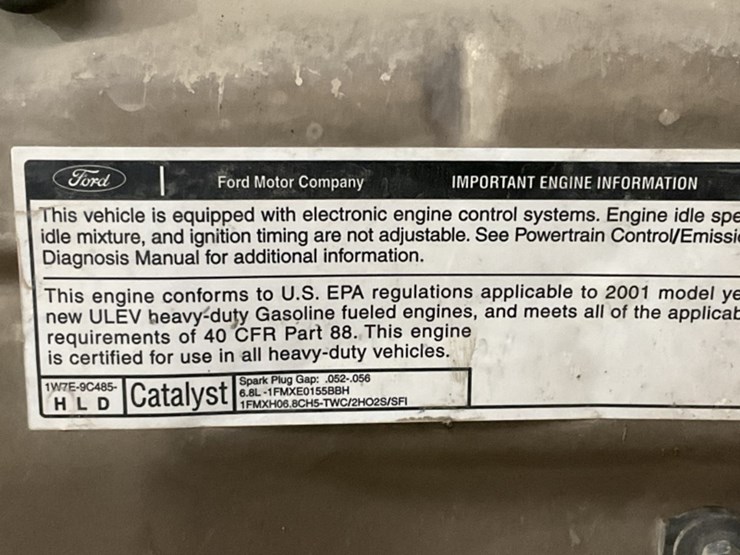 Ford Ford Motor Company IMPORTANT ENGINE INFORMATION
This vehicle is equipped with electronic engine control systems. Engine idle spe
idle mixture, and ignition timing are not adjustable. See Powertrain Control/Emissi
Diagnosis Manual for additional information.
This engine conforms to U.S. EPA regulations applicable to 2001 model ye
new ULEV heavy-duty Gasoline fueled engines, and meets all of the applicab
requirements of 40 CFR Part 88. This engine
is certified for use in all heavy-duty vehicles.
1W7E-9C485-
H L D
Catalyst
Spark Plug Gap: .052-.056
6.8L -1FMXE0155BBH
1FMXH06.8CH5-TWC/2HO2S/SFI